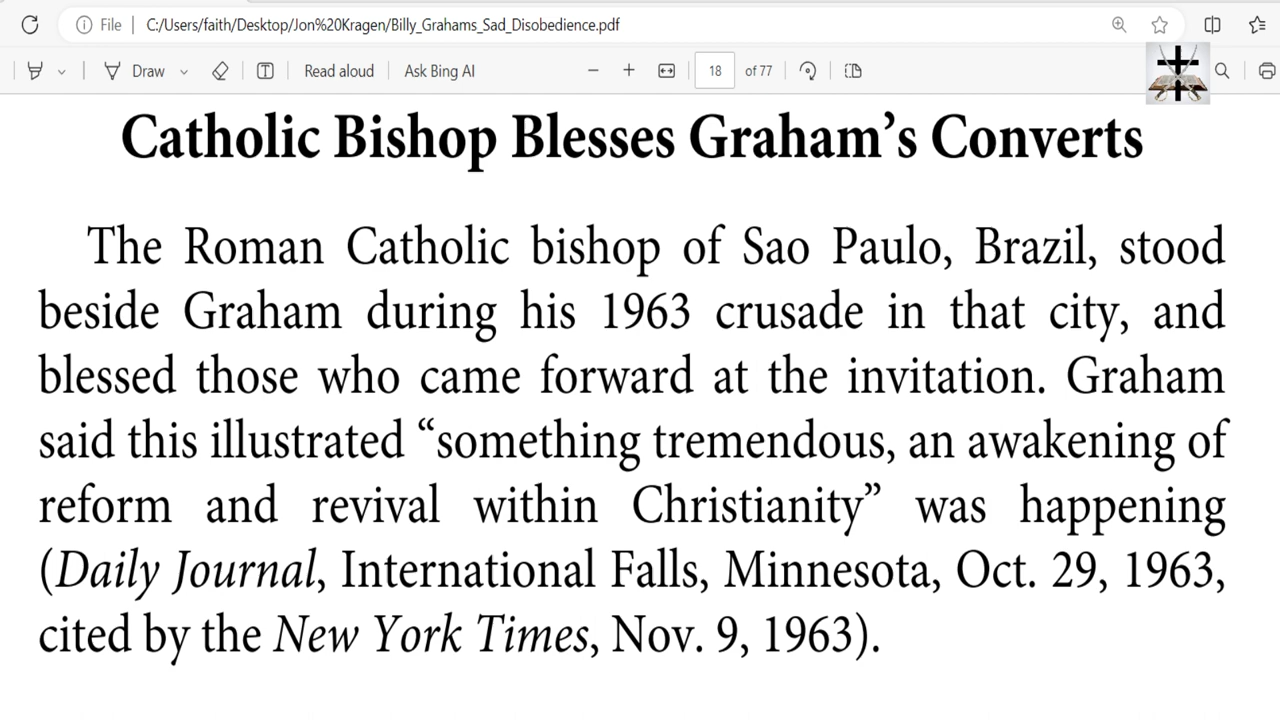 File C:/Users/faith/Desktop/Jon%20Kragen/Billy_Grahams_Sad_Disobedience.pdf
Draw Read aloud Ask Bing AI 18 of 77
Catholic Bishop Blesses Graham’s Converts
The Roman Catholic bishop of Sao Paulo, Brazil, stood
beside Graham during his 1963 crusade in that city, and
blessed those who came forward at the invitation. Graham
said this illustrated “something tremendous, an awakening of
reform and revival within Christianity” was happening
(Daily Journal, International Falls, Minnesota, Oct. 29, 1963,
cited by the New York Times, Nov. 9, 1963).